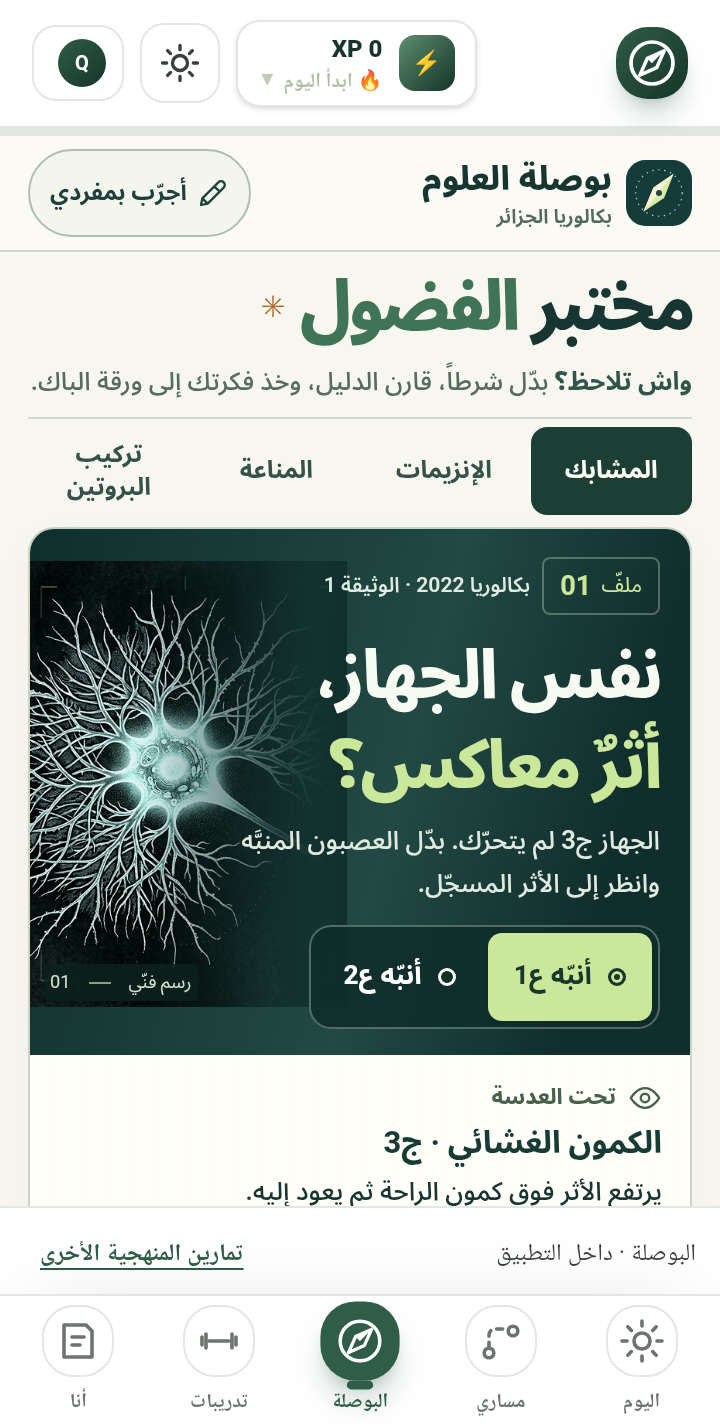 XP 0
🔥 ابدأ اليوم ▼
Q
بوصلة العلوم
بكالوريا الجزائر
أجرّب بمفردي
مختبر الفضول
واش تلاحظ؟ بدّل شرطاً، قارن الدليل، وخذ فكرتك إلى ورقة الباك.
المشابك
الإنزيمات
المناعة
تركيب
البروتين
ملفّ 01
بكالوريا 2022 · الوثيقة 1
نفس الجهاز،
أثرٌ معاكس؟
الجهاز ج3 لم يتحرّك. بدّل العصبون المنبَّه
وانظر إلى الأثر المسجّل.
أنبّه ع1
أنبّه ع2
رسم فنّي — 01
تحت العدسة
الكمون الغشائي · ج3
يرتفع الأثر فوق كمون الراحة ثم يعود إليه.
البوصلة · داخل التطبيق
تمارين المنهجية الأخرى
اليوم
مساري
البوصلة
تدريبات
أنا